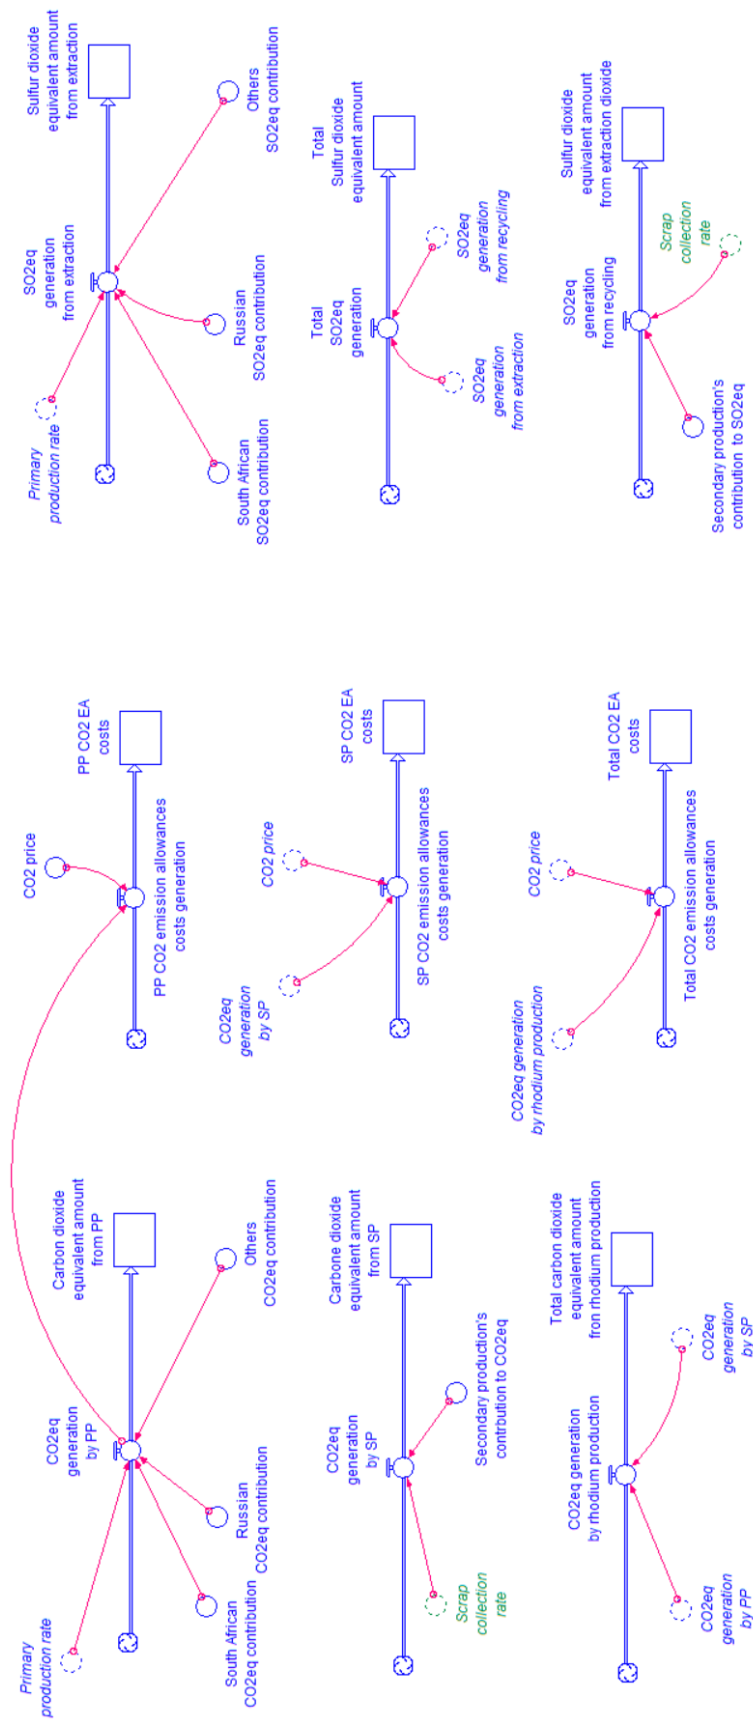 Primary
production rate
CO2eq
generation
by PP
Carbon dioxide
equivalent amount
from PP
South African
CO2eq contribution
Russian
CO2eq contribution
Others
CO2eq contribution
CO2 price
PP CO2 EA
costs
PP CO2 emission allowances
costs generation
Primary
production rate
SO2eq
generation
from extraction
Sulfur dioxide
equivalent amount
from extraction
South African
SO2eq contribution
Russian
SO2eq contribution
Others
SO2eq contribution
CO2eq
generation
by SP
Carbone dioxide
equivalent amount
from SP
Scrap
collection
rate
Secondary production's
contribution to CO2eq
CO2eq
generation
by SP
CO2 price
SP CO2 EA
costs
SP CO2 emission allowances
costs generation
Total
SO2eq
generation
Total
Sulfur dioxide
equivalent amount
SO2eq
generation
from extraction
SO2eq
generation
from recycling
CO2eq generation
by rhodium production
Total carbon dioxide
equivalent amount
fron rhodium production
CO2eq
generation
by PP
CO2eq
generation
by SP
CO2eq generation
by rhodium production
CO2 price
Total CO2 EA
costs
Total CO2 emission allowances
costs generation
SO2eq
generation
from recycling
Sulfur dioxide
equivalent amount
from extraction dioxide
Secondary production's
contribution to SO2eq
Scrap
collection
rate